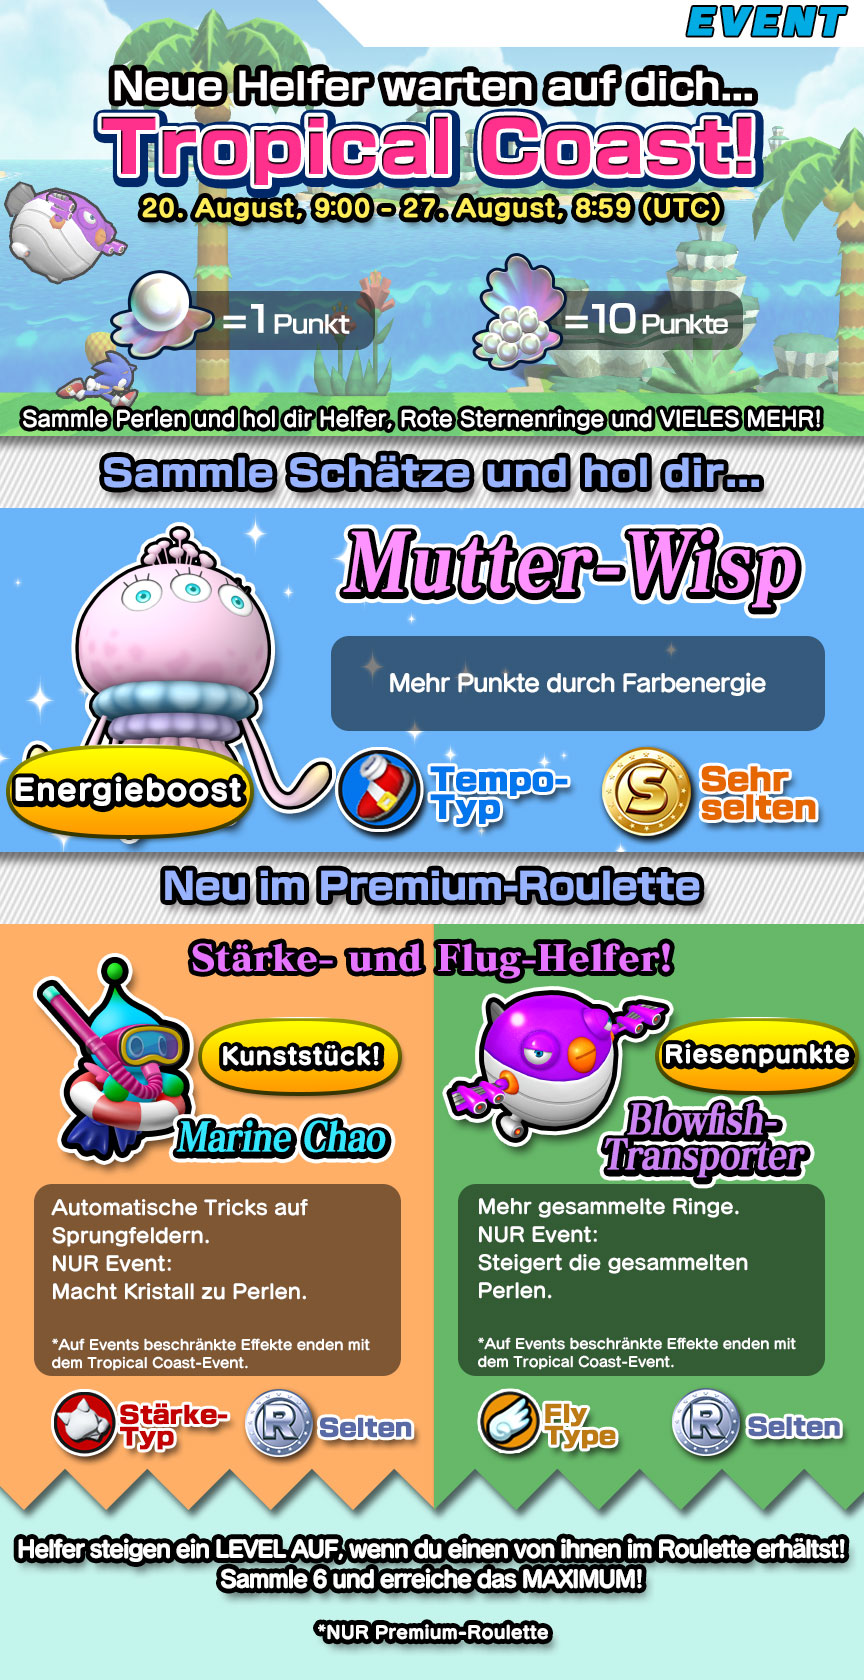 EVENT
Neue Helfer warten auf dich...
Tropical Coast!
20. August, 9:00 - 27. August, 8:59 (UTC)
=1 Punkt
=10 Punkte
Sammle Perlen und hol dir Helfer, Rote Sternenringe und VIELES MEHR!
Sammle Schätze und hol dir...
Mutter-Wisp
Mehr Punkte durch Farbenergie
Energieboost
Tempo-
Typ
S
Sehr
selten
Neu im Premium-Roulette
Stärke- und Flug-Helfer!
Kunststück!
Marine Chao
Automatische Tricks auf
Sprungfeldern.
NUR Event:
Macht Kristall zu Perlen.
*Auf Events beschränkte Effekte enden mit
dem Tropical Coast-Event.
Stärke-
Typ
R
Selten
Riesenpunkte
Blowfish-
Transporter
Mehr gesammelte Ringe.
NUR Event:
Steigert die gesammelten
Perlen.
*Auf Events beschränkte Effekte enden mit
dem Tropical Coast-Event.
Fly
Type
R
Selten
Helfer steigen ein LEVEL AUF, wenn du einen von ihnen im Roulette erhältst!
Sammle 6 und erreiche das MAXIMUM!
*NUR Premium-Roulette